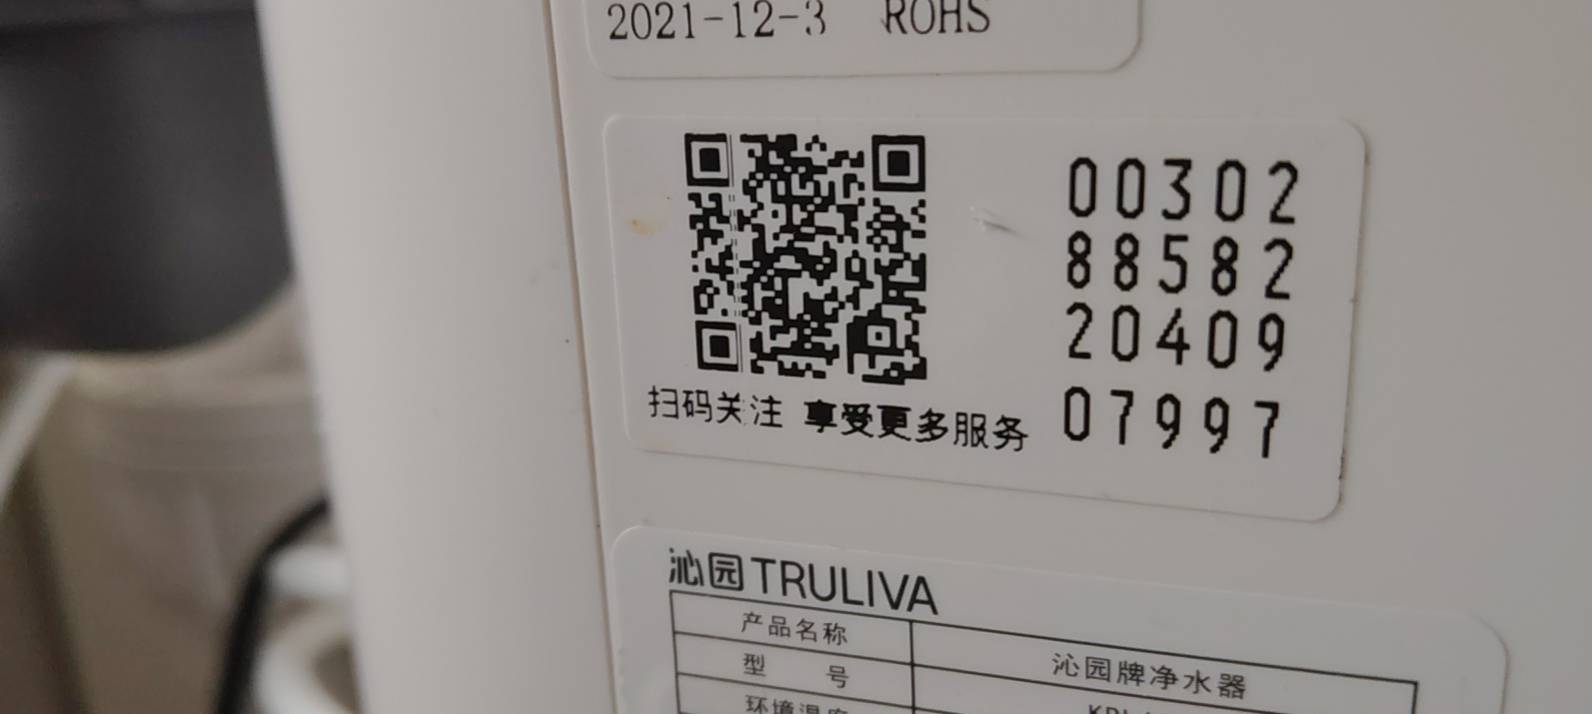 2021-12-3 ROHS
00302
88582
20409
07997
扫码关注 享受更多服务
沁园 TRULIVA
产品名称 沁园牌净水器
型 号